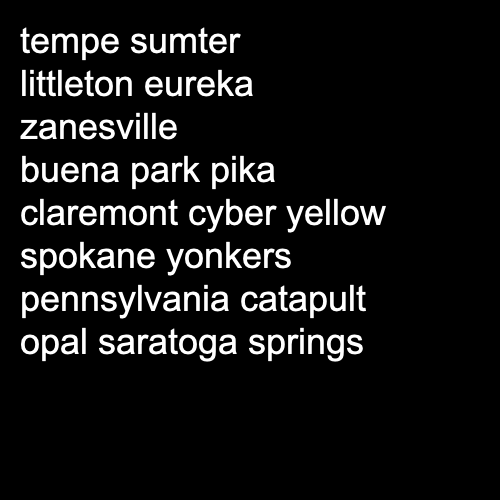 tempe sumter
littleton eureka
zanesville
buena park pika
claremont cyber yellow
spokane yonkers
pennsylvania catapult
opal saratoga springs